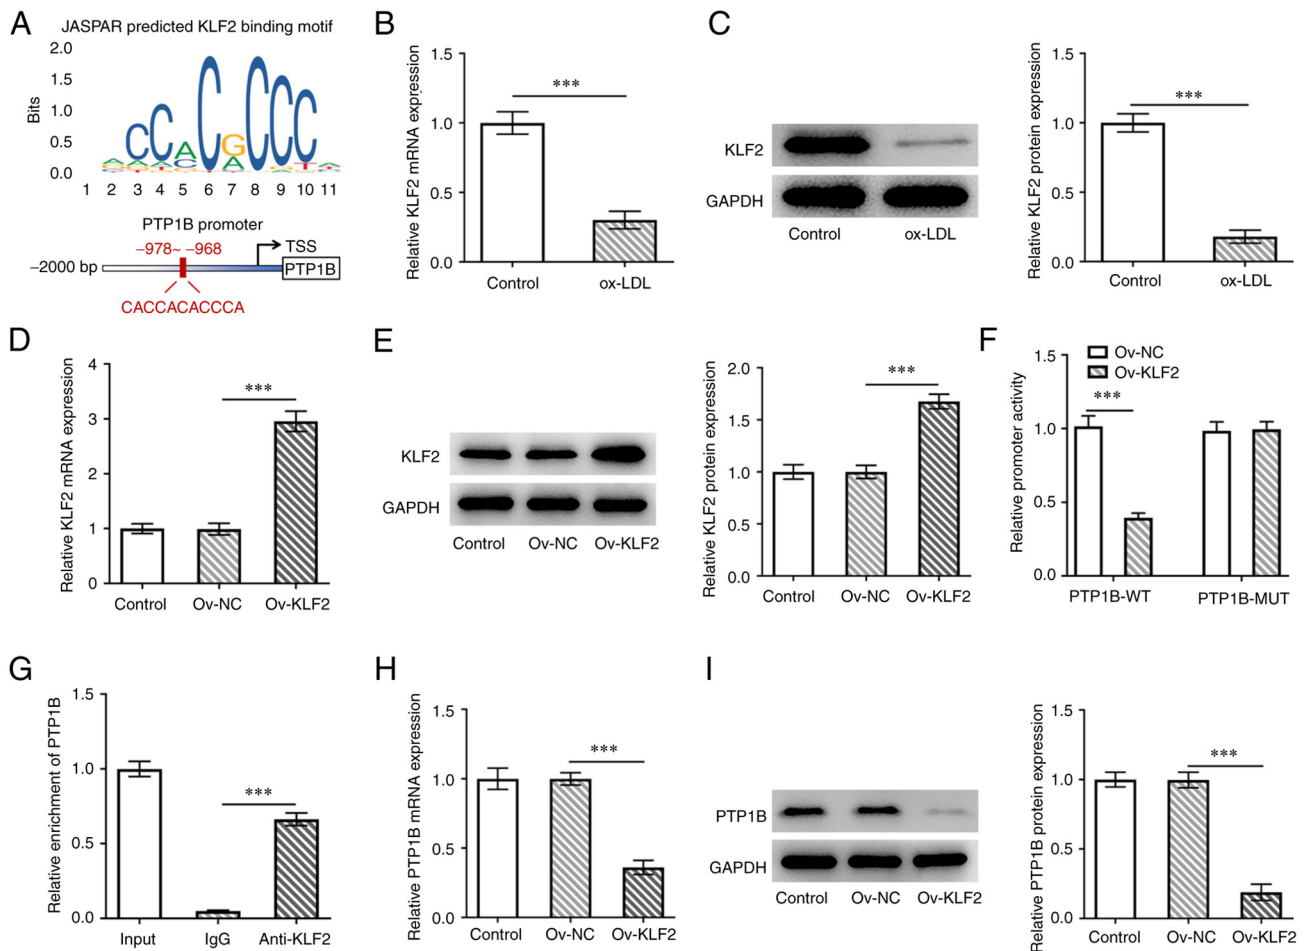 A
JASPAR predicted KLF2 binding motif
Bits
2.0
1.5
1.0
0.5
0.0
1 2 3 4 5 6 7 8 9 10 11
PTP1B promoter
−978~ −968
TSS
−2000 bp
PTP1B
CACCACACCCA
B
Relative KLF2 mRNA expression
1.5
1.0
0.5
0.0
***
Control ox-LDL
C
KLF2
GAPDH
Control ox-LDL
Relative KLF2 protein expression
1.5
1.0
0.5
0.0
***
Control ox-LDL
D
Relative KLF2 mRNA expression
4
3
2
1
0
***
Control Ov-NC Ov-KLF2
E
KLF2
GAPDH
Control Ov-NC Ov-KLF2
Relative KLF2 protein expression
2.0
1.5
1.0
0.5
0.0
***
Control Ov-NC Ov-KLF2
F
Ov-NC
Ov-KLF2
Relative promoter activity
1.5
1.0
0.5
0.0
***
PTP1B-WT PTP1B-MUT
G
Relative enrichment of PTP1B
1.5
1.0
0.5
0.0
***
Input IgG Anti-KLF2
H
Relative PTP1B mRNA expression
1.5
1.0
0.5
0.0
***
Control Ov-NC Ov-KLF2
I
PTP1B
GAPDH
Control Ov-NC Ov-KLF2
Relative PTP1B protein expression
1.5
1.0
0.5
0.0
***
Control Ov-NC Ov-KLF2